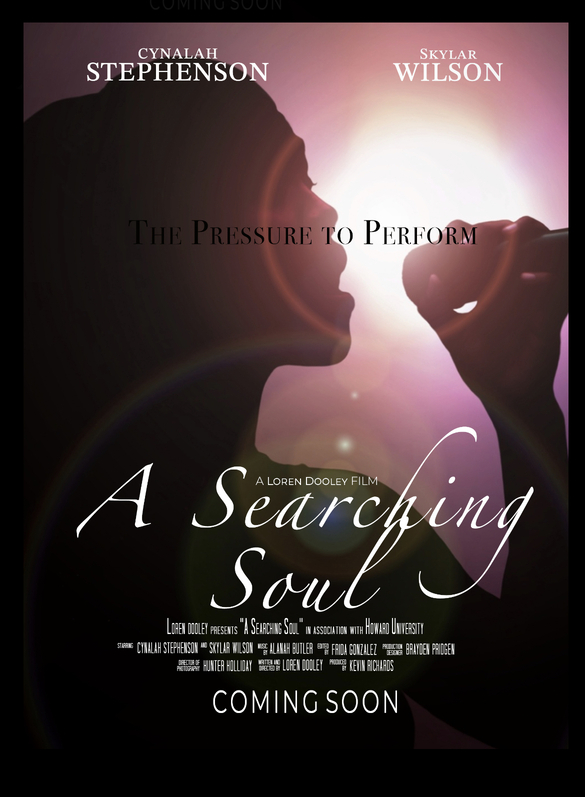 COMING SOON
CYNALAH SKYLAR
STEPHENSON WILSON
THE PRESSURE TO PERFORM
A LOREN DOOLEY FILM
A Searching
Soul
LOREN DOOLEY PRESENTS "A SEARCHING SOUL" IN ASSOCIATION WITH HOWARD UNIVERSITY
STARRING CYNALAH STEPHENSON AND SKYLAR WILSON MUSIC BY ALANAH BUTLER EDITED BY FRIDA GONZALEZ PRODUCTION DESIGNER BRAYDEN PRIDGEN
DIRECTOR OF PHOTOGRAPHY HUNTER HOLLIDAY WRITTEN AND DIRECTED BY LOREN DOOLEY PRODUCED BY KEVIN RICHARDS
COMING SOON